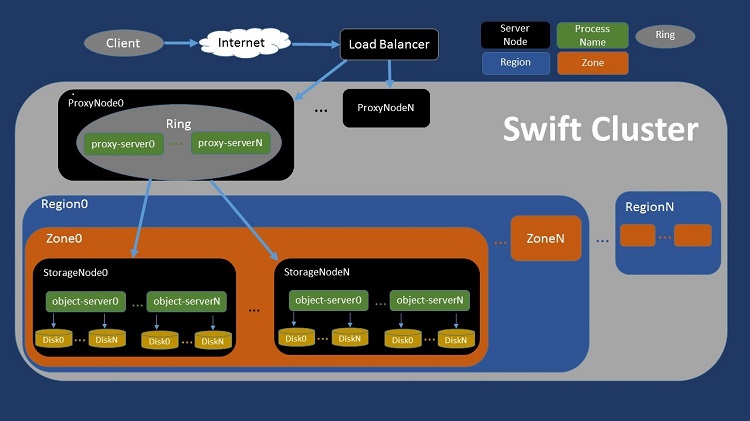 Client
Internet
Load Balancer
Server
Node
Process
Name
Ring
Region
Zone
ProxyNode0
Ring
proxy-server0
...
proxy-serverN
...
ProxyNodeN
Swift Cluster
Region0
Zone0
StorageNode0
object-server0
...
object-serverN
Disk0
...
DiskN
Disk0
...
DiskN
...
StorageNodeN
object-server0
...
object-serverN
Disk0
...
DiskN
Disk0
...
DiskN
...
ZoneN
...
RegionN
...